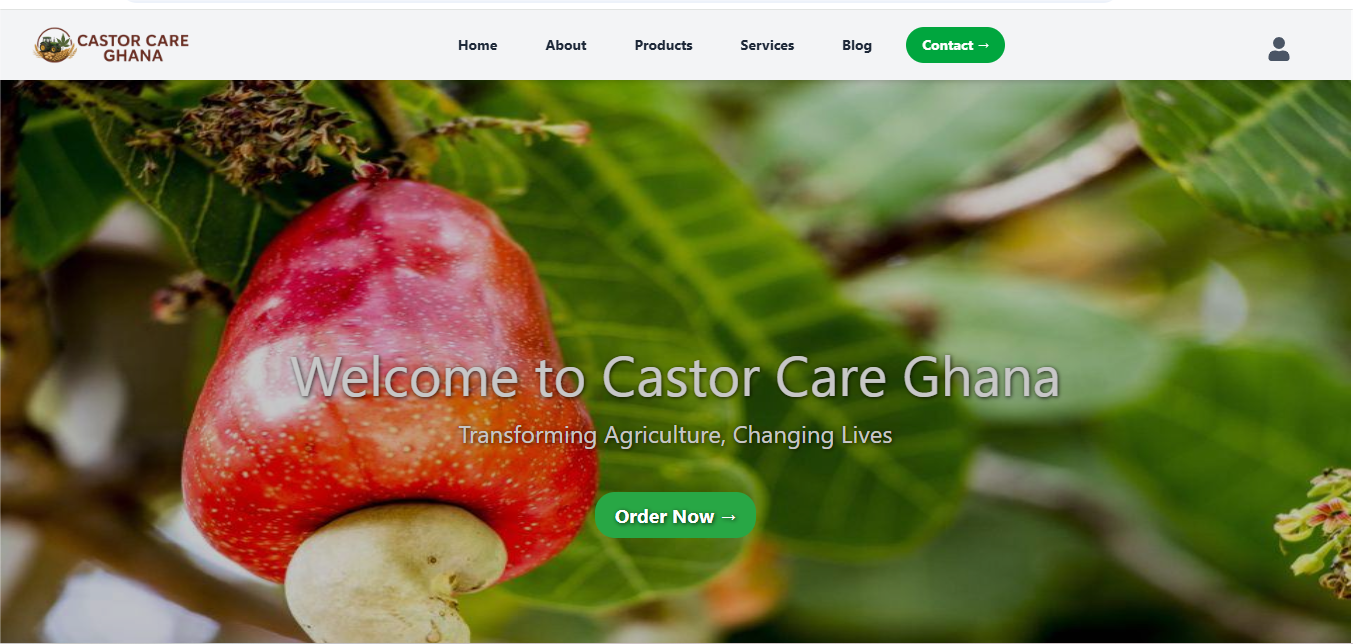 CASTOR CARE
GHANA
Home About Products Services Blog Contact →
Welcome to Castor Care Ghana
Transforming Agriculture, Changing Lives
Order Now →